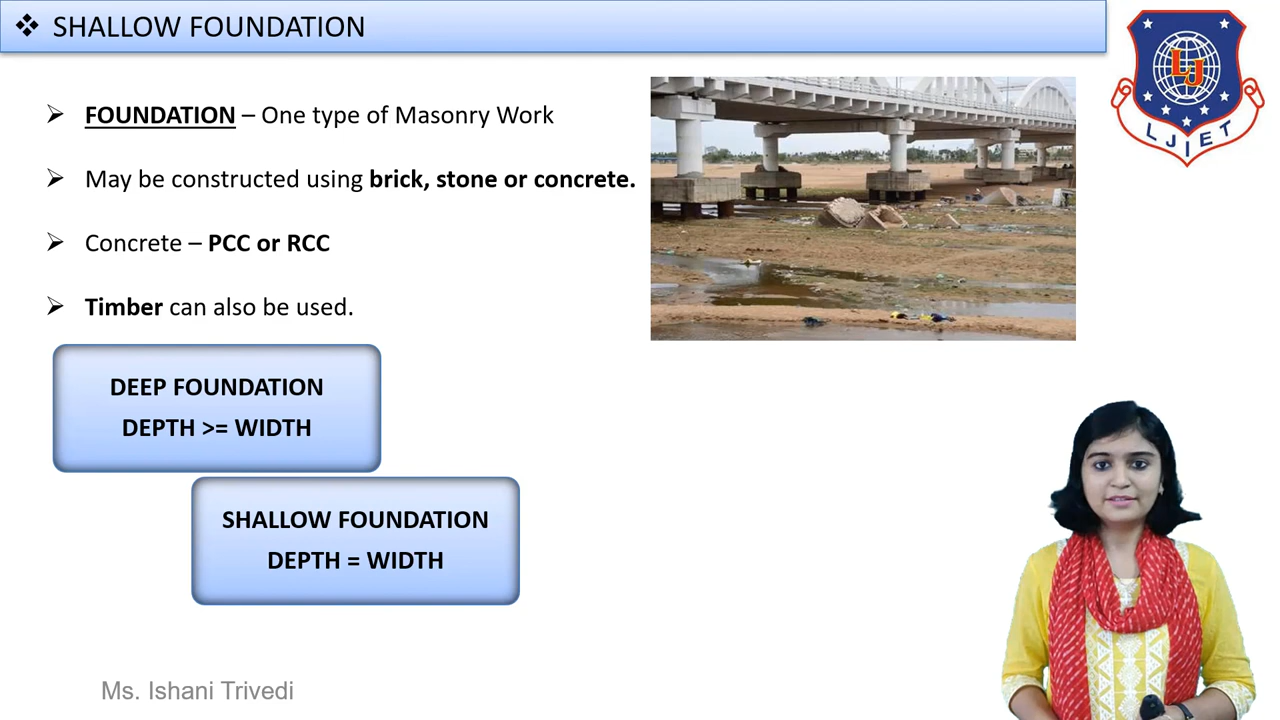 ❖ SHALLOW FOUNDATION
➢ FOUNDATION – One type of Masonry Work
➢ May be constructed using brick, stone or concrete.
➢ Concrete – PCC or RCC
➢ Timber can also be used.
DEEP FOUNDATION
DEPTH >= WIDTH
SHALLOW FOUNDATION
DEPTH = WIDTH
Ms. Ishani Trivedi
LJ
LJIET